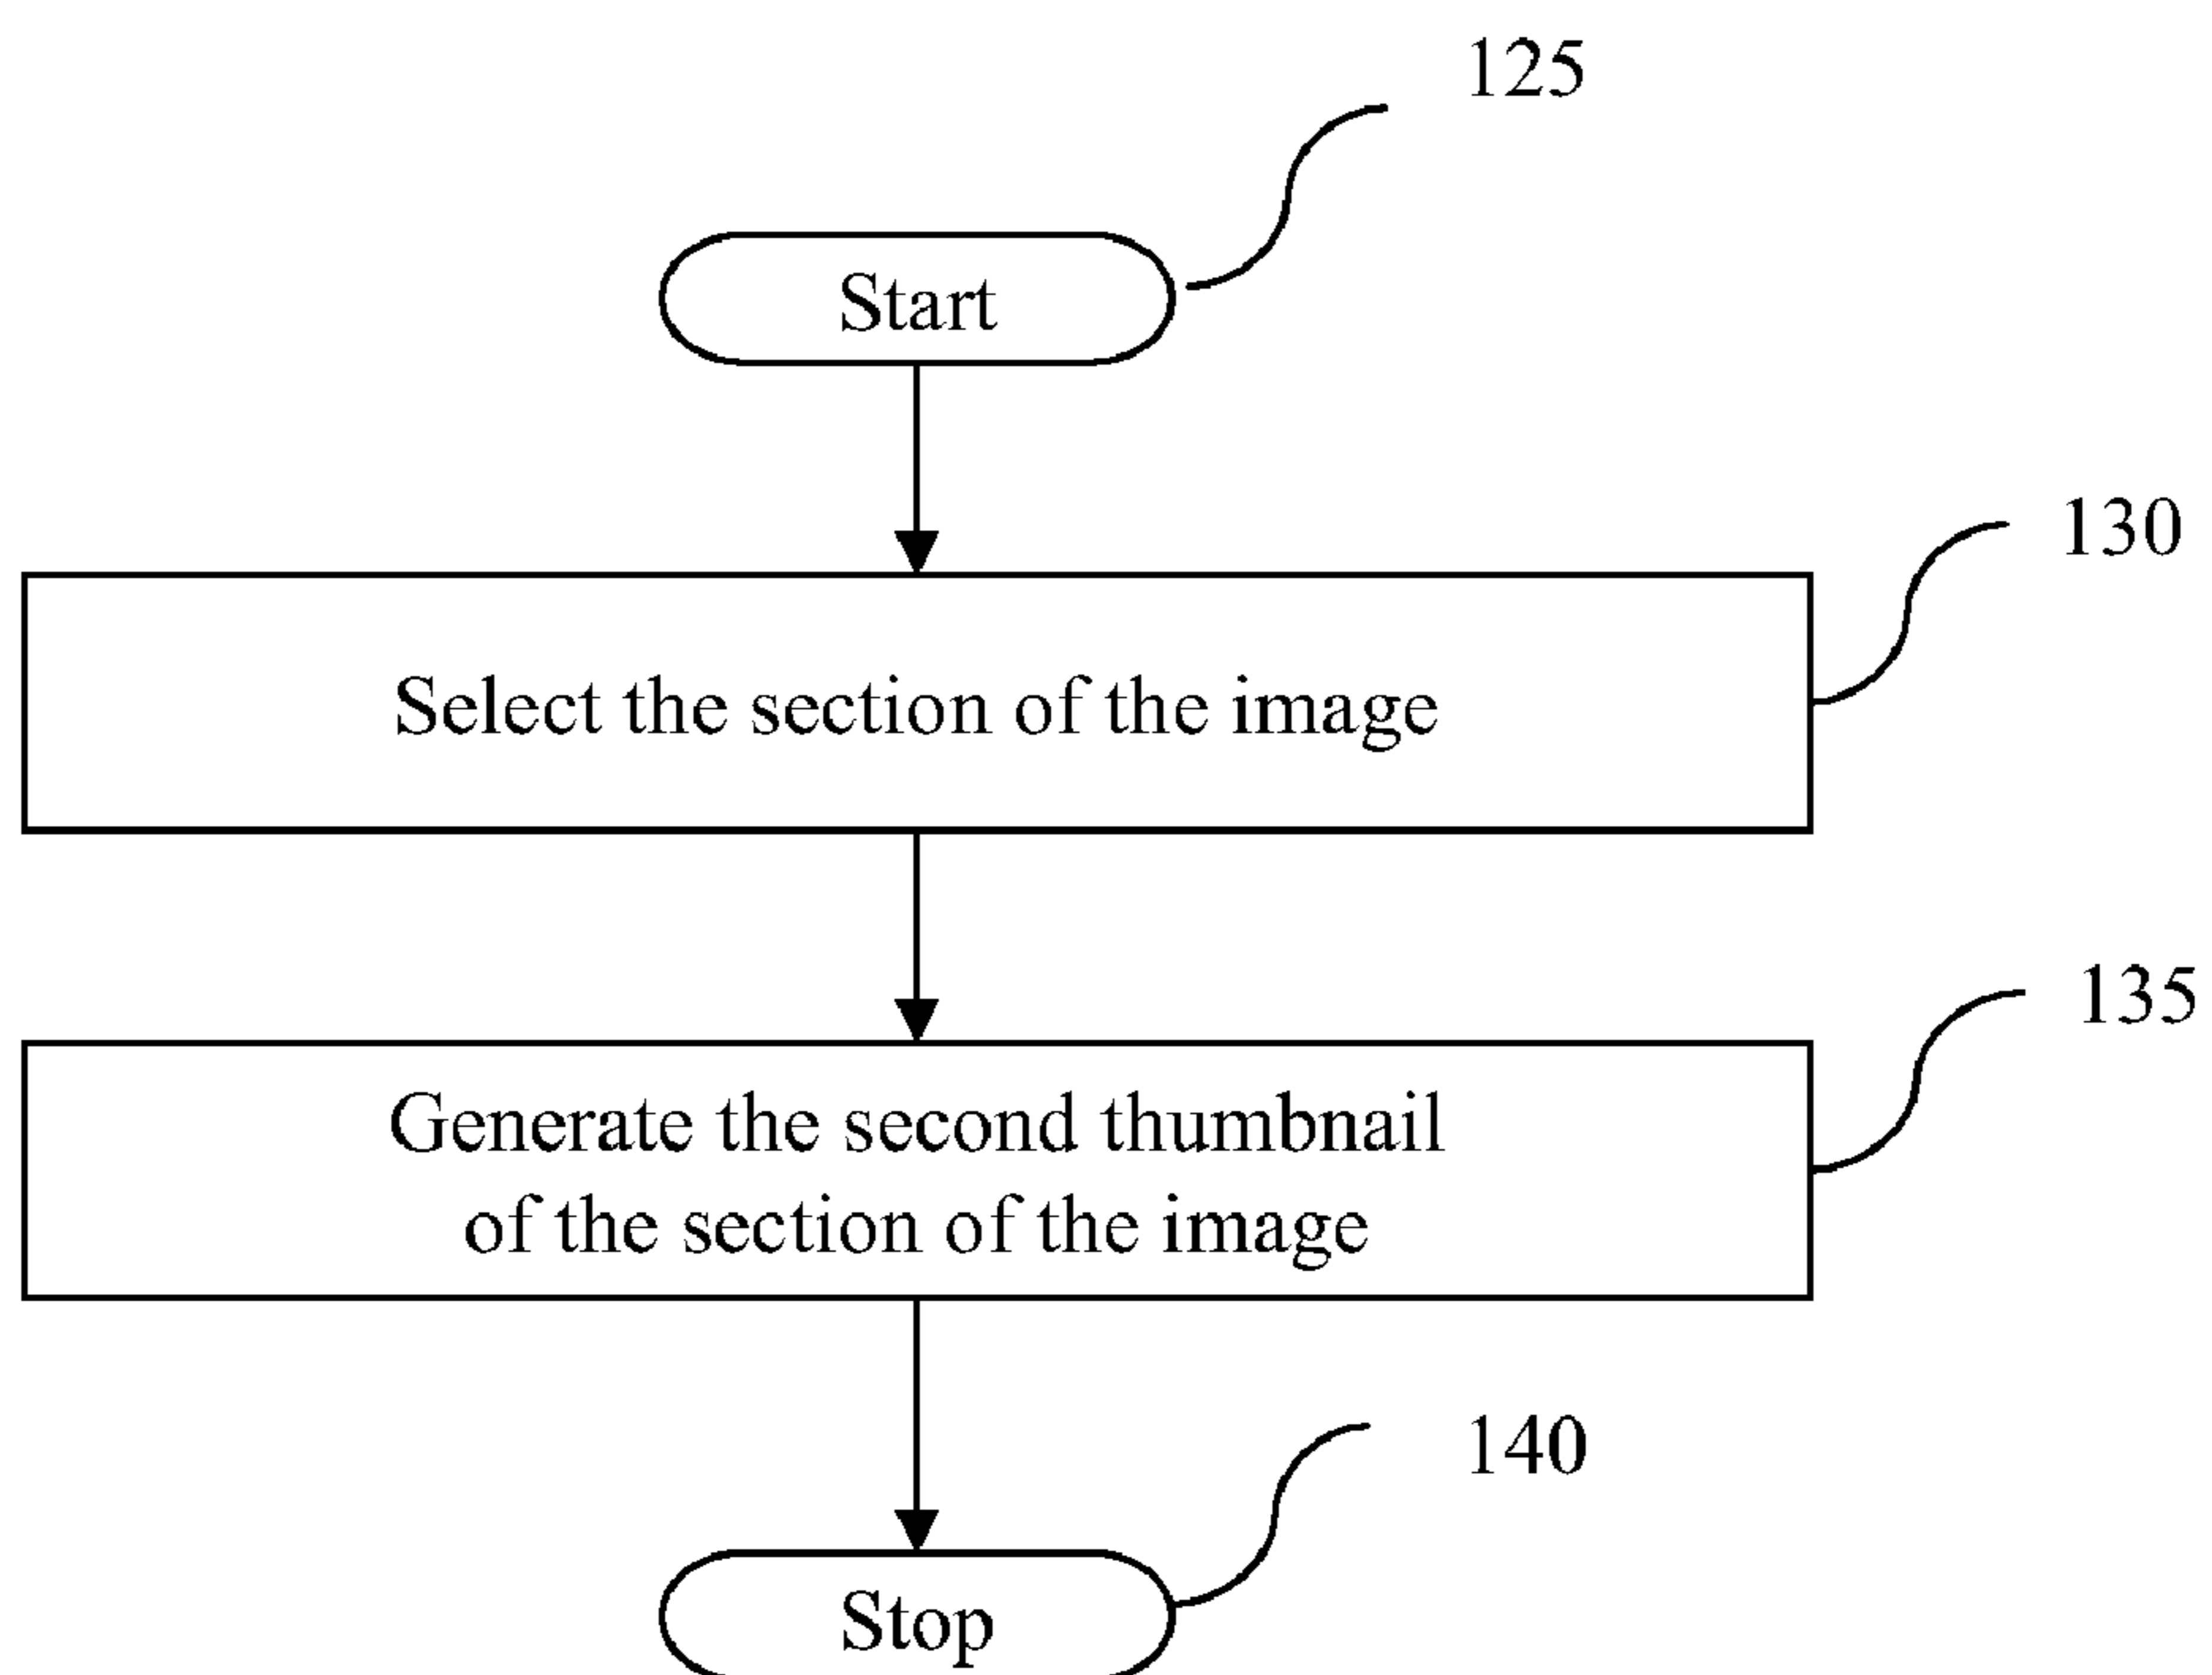 125
Start
130
Select the section of the image
135
Generate the second thumbnail
of the section of the image
140
Stop